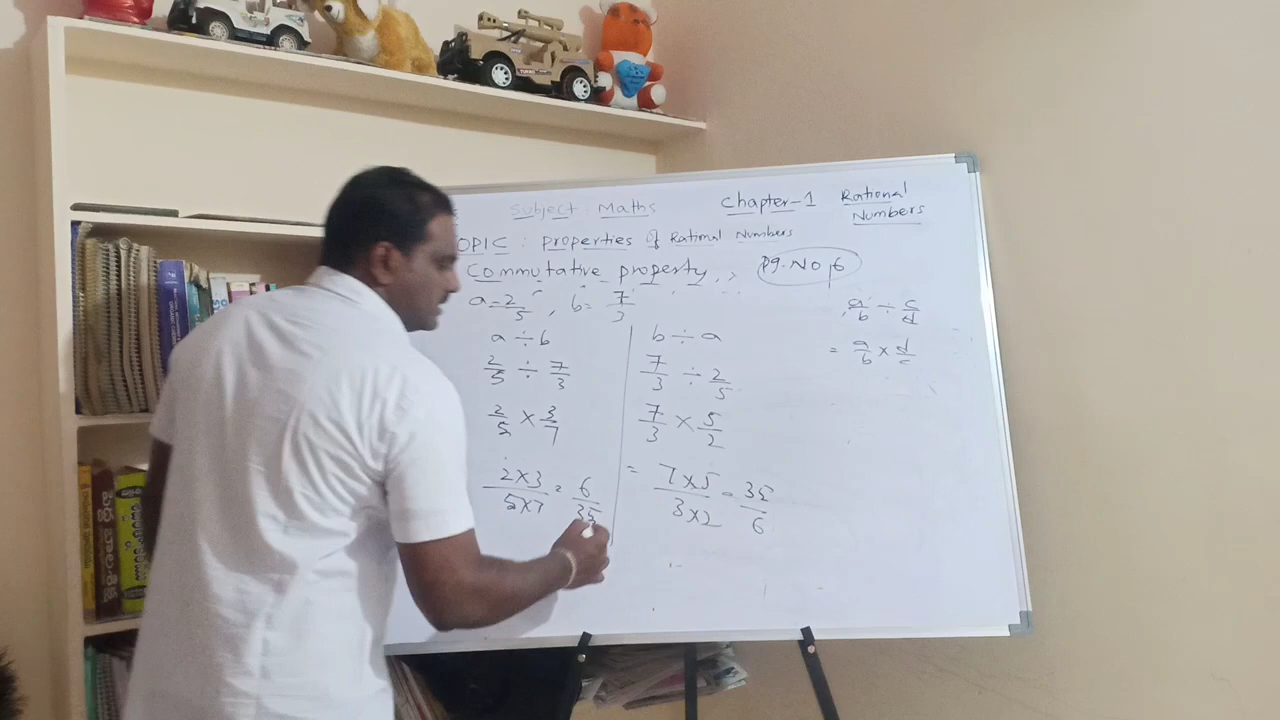 Subject Maths
Chapter-1 Rational Numbers
OPIC : Properties of Rational Numbers
Commutative property
Pg. No 6
a = 2/5 , b = 7/3
a ÷ b
2/5 ÷ 7/3
2/5 × 3/7
2×3/5×7 = 6/35
b ÷ a
7/3 ÷ 2/5
7/3 × 5/2
= 7×5/3×2 = 35/6
a/b ÷ c/d
= a/b × d/c
TURBO